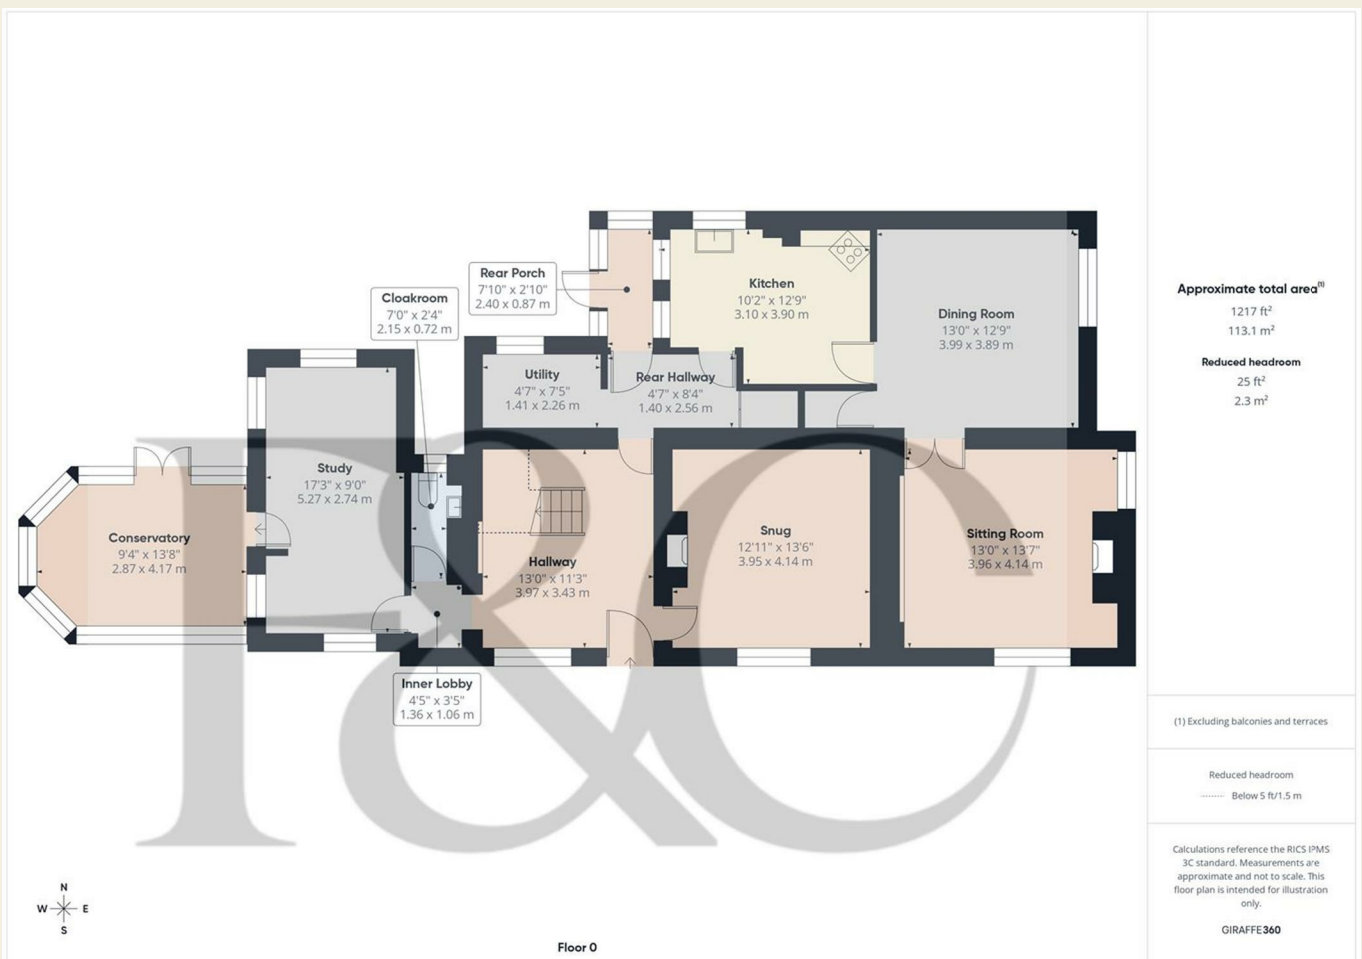 Rear Porch
7'10" x 2'10"
2.40 x 0.87 m
Cloakroom
7'0" x 2'4"
2.15 x 0.72 m
Kitchen
10'2" x 12'9"
3.10 x 3.90 m
Dining Room
13'0" x 12'9"
3.99 x 3.89 m
Utility
4'7" x 7'5"
1.41 x 2.26 m
Rear Hallway
4'7" x 8'4"
1.40 x 2.56 m
Study
17'3" x 9'0"
5.27 x 2.74 m
Conservatory
9'4" x 13'8"
2.87 x 4.17 m
Hallway
13'0" x 11'3"
3.97 x 3.43 m
Snug
12'11" x 13'6"
3.95 x 4.14 m
Sitting Room
13'0" x 13'7"
3.96 x 4.14 m
Inner Lobby
4'5" x 3'5"
1.36 x 1.06 m
F&C
N
W E
S
Floor 0
Approximate total area(1)
1217 ft²
113.1 m²
Reduced headroom
25 ft²
2.3 m²
(1) Excluding balconies and terraces
Reduced headroom
Below 5 ft/1.5 m
Calculations reference the RICS IPMS
3C standard. Measurements are
approximate and not to scale. This
floor plan is intended for illustration
only.
GIRAFFE360